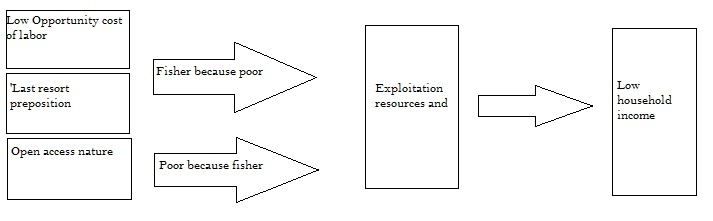 Low Opportunity cost
of labor
'Last resort
preposition
Open access nature
Fisher because poor
Poor because fisher
Exploitation
resources and
Low
household
income